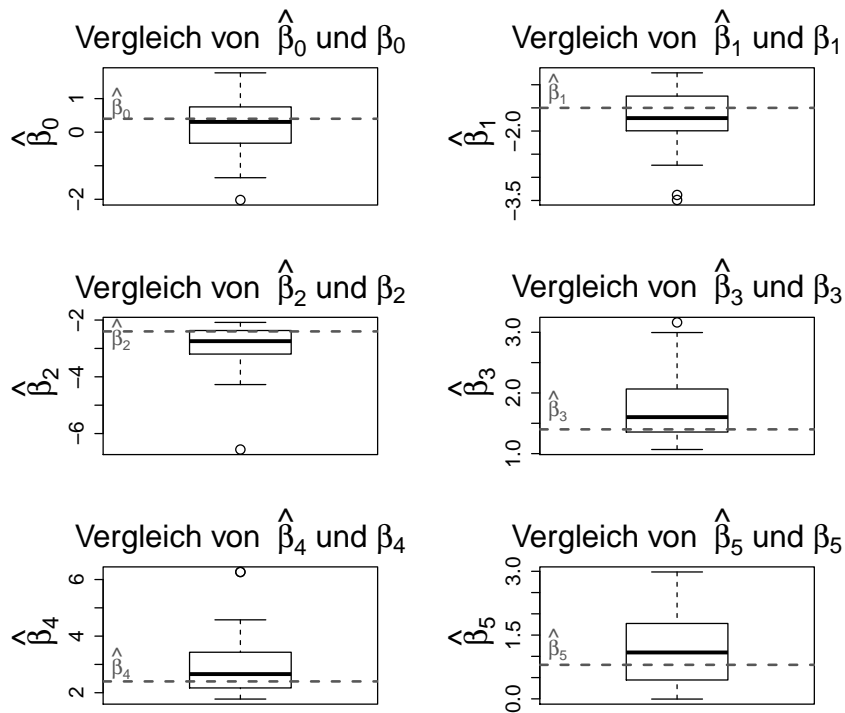 Vergleich von β̂₀ und β₀
β̂₀
1
0
−2
β̂₀
Vergleich von β̂₁ und β₁
β̂₁
−2.0
−3.5
β̂₁
Vergleich von β̂₂ und β₂
β̂₂
−2
−4
−6
β̂₂
Vergleich von β̂₃ und β₃
β̂₃
3.0
2.0
1.0
β̂₃
Vergleich von β̂₄ und β₄
β̂₄
6
4
2
β̂₄
Vergleich von β̂₅ und β₅
β̂₅
3.0
1.5
0.0
β̂₅